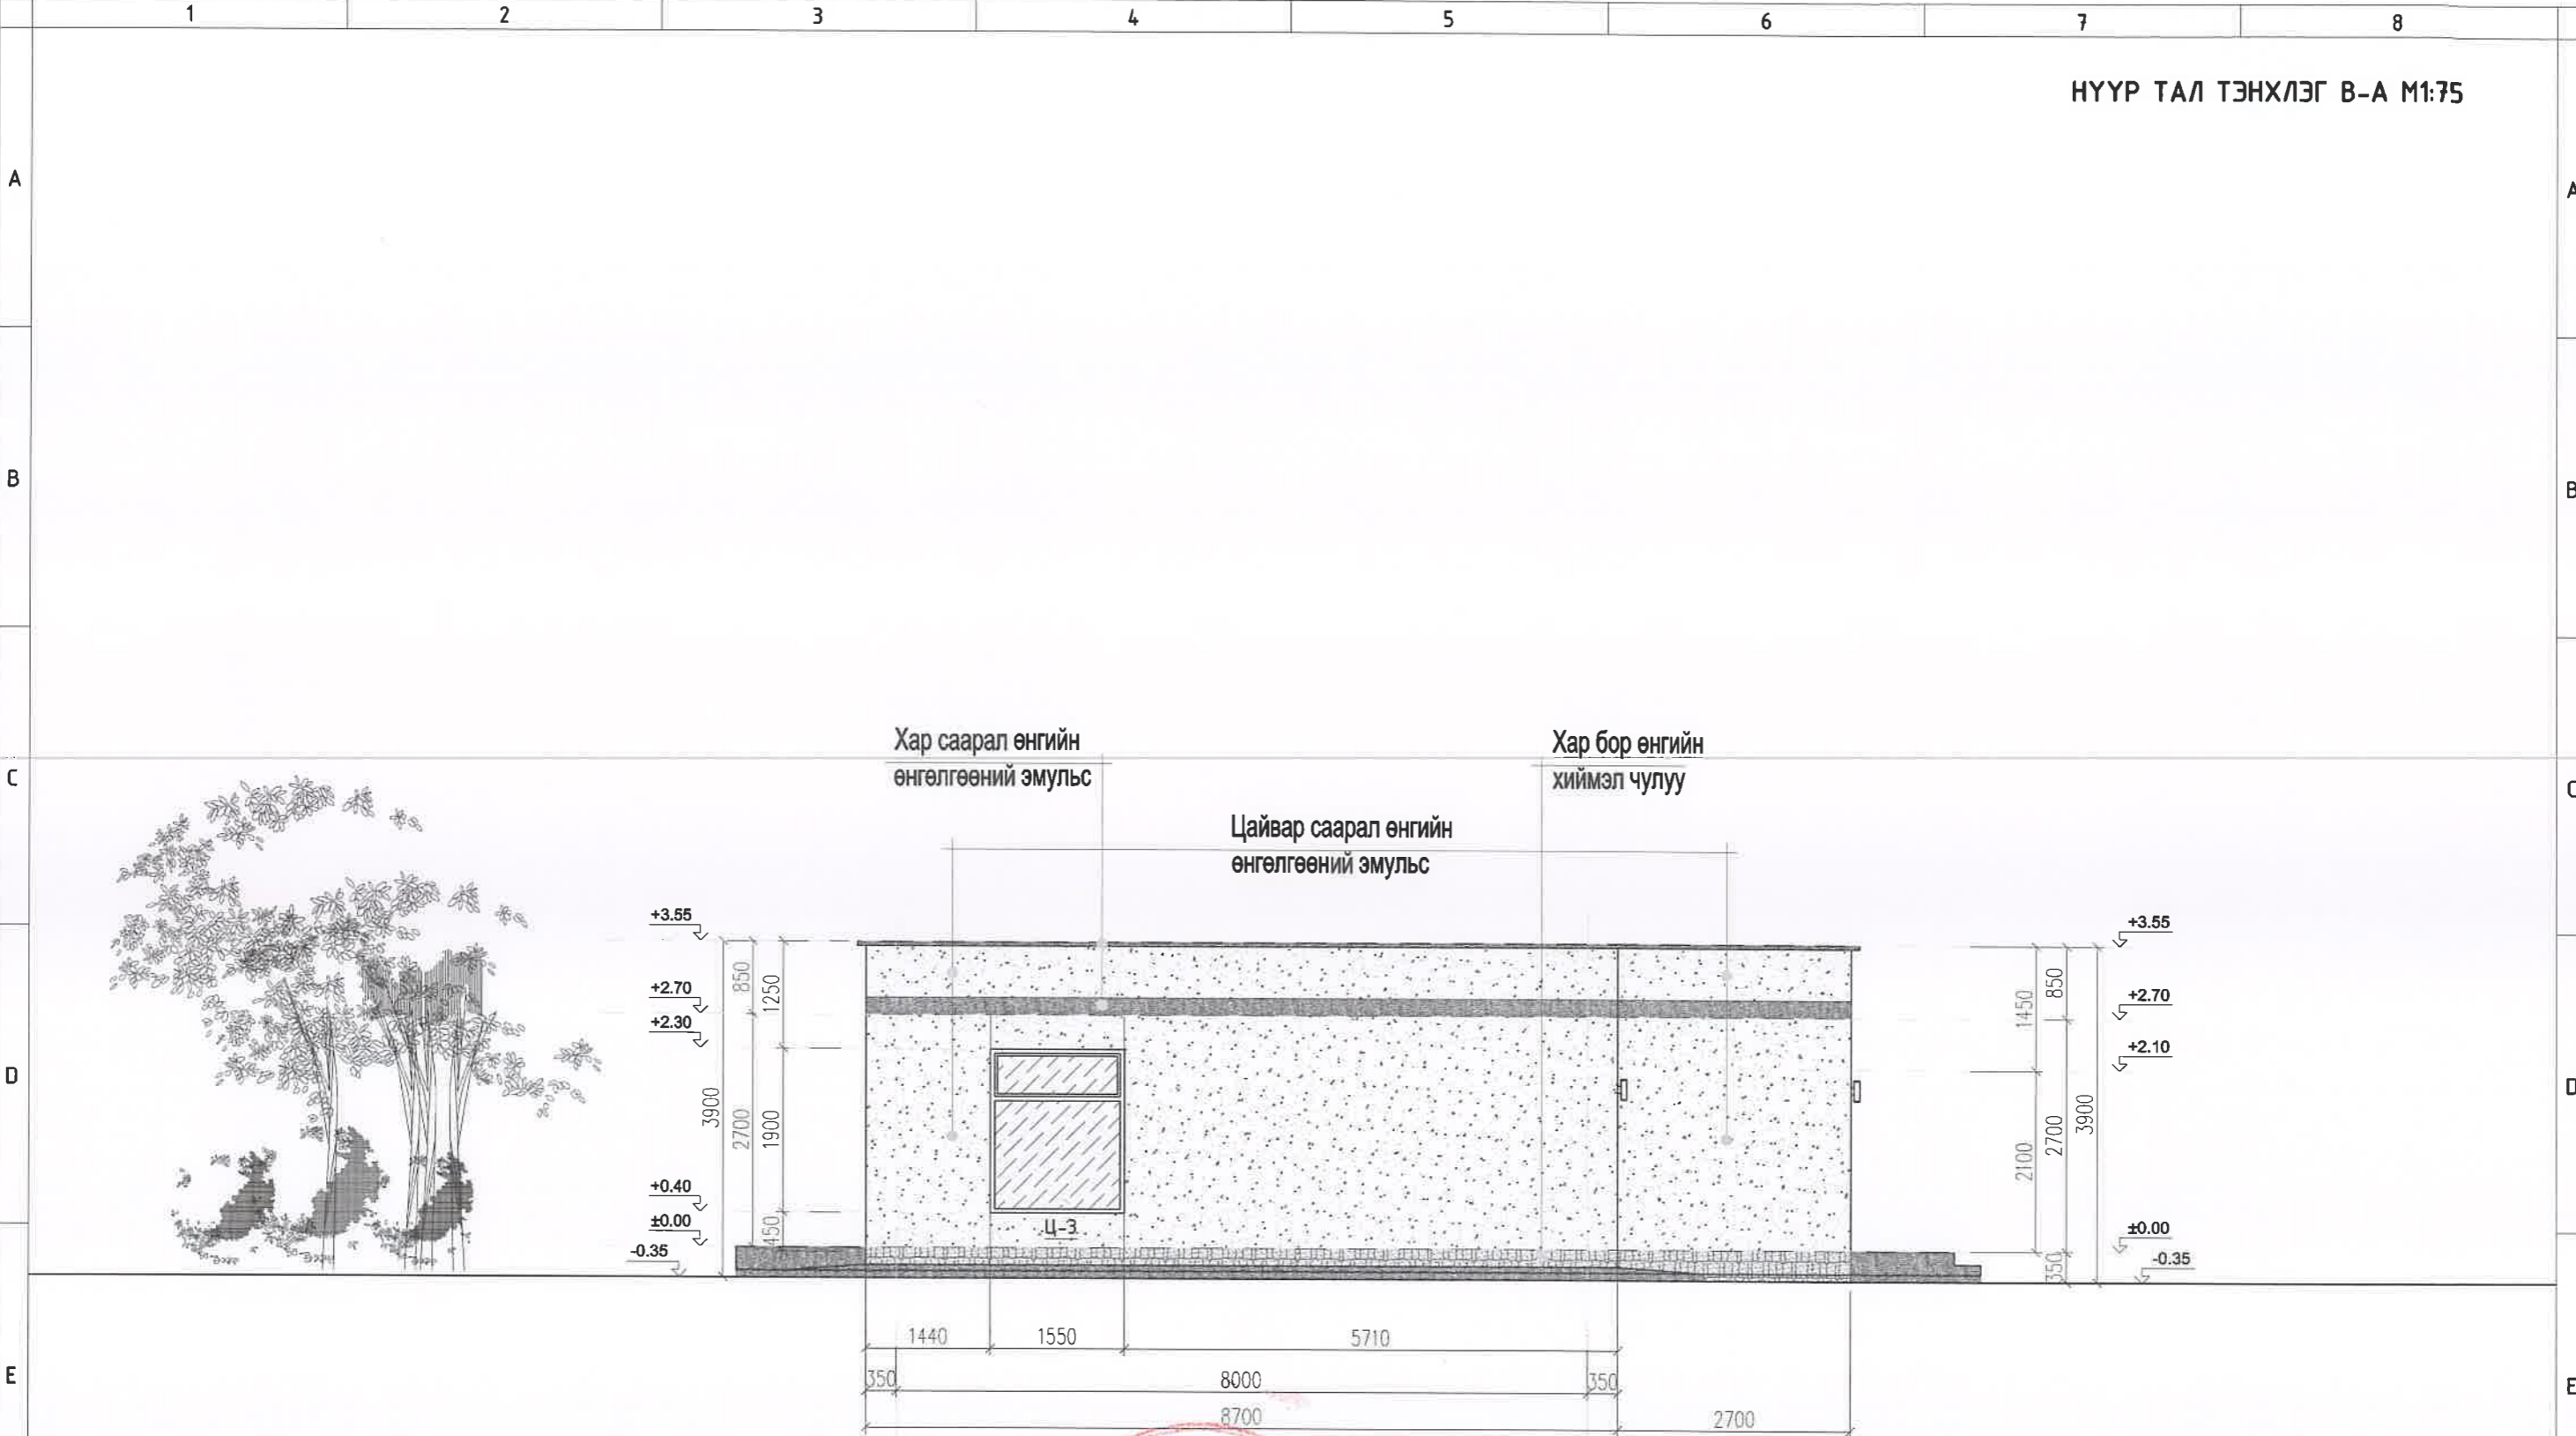 1 2 3 4 5 6 7 8
НҮҮР ТАЛ ТЭНХЛЭГ В-А М1:75
A A
B B
C C
D D
E E
Хар саарал өнгийн
өнгөлгөөний эмульс
Хар бор өнгийн
хиймэл чулуу
Цайвар саарал өнгийн
өнгөлгөөний эмульс
+3.55
+2.70
+2.30
+0.40
±0.00
-0.35
3900
850
2700
1250
1900
450
Ц-3
+3.55
+2.70
+2.10
±0.00
-0.35
1450
2100
850
2700
350
3900
1440 1550 5710
350 8000 350
8700 2700